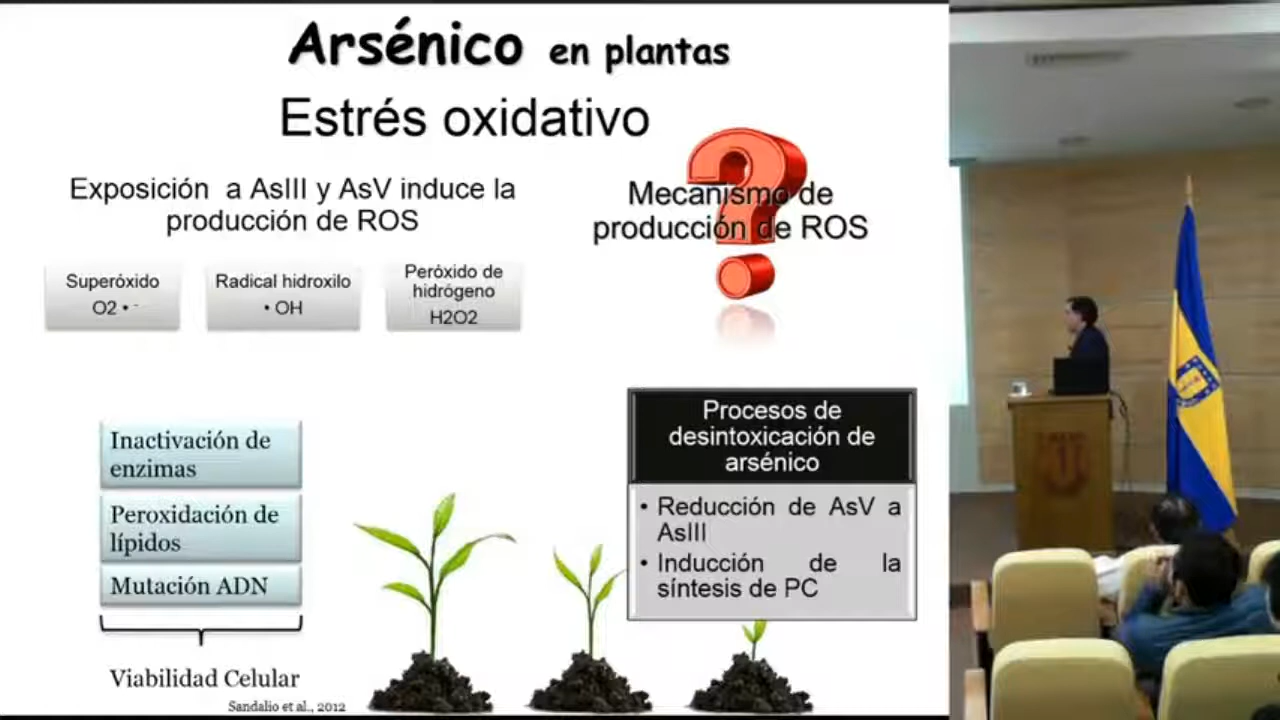 Arsénico en plantas
Estrés oxidativo
Exposición a AsIII y AsV induce la
producción de ROS
Superóxido
O2 • -
Radical hidroxilo
• OH
Peróxido de
hidrógeno
H2O2
Mecanismo de
producción de ROS
Inactivación de
enzimas
Peroxidación de
lípidos
Mutación ADN
Viabilidad Celular
Sandalio et al., 2012
Procesos de
desintoxicación de
arsénico
• Reducción de AsV a
AsIII
• Inducción de la
síntesis de PC